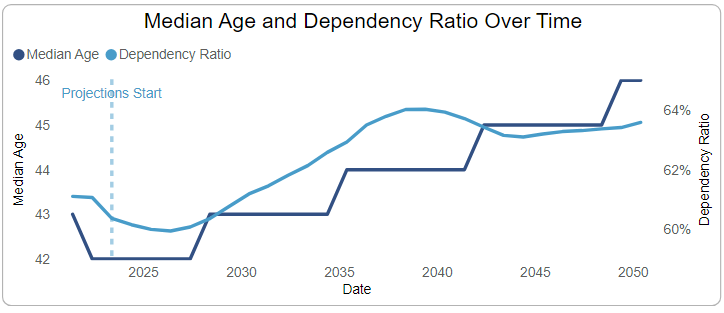 Median Age and Dependency Ratio Over Time
Median Age Dependency Ratio
Projections Start
46
45
44
43
42
Median Age
64%
62%
60%
Dependency Ratio
2025 2030 2035 2040 2045 2050
Date